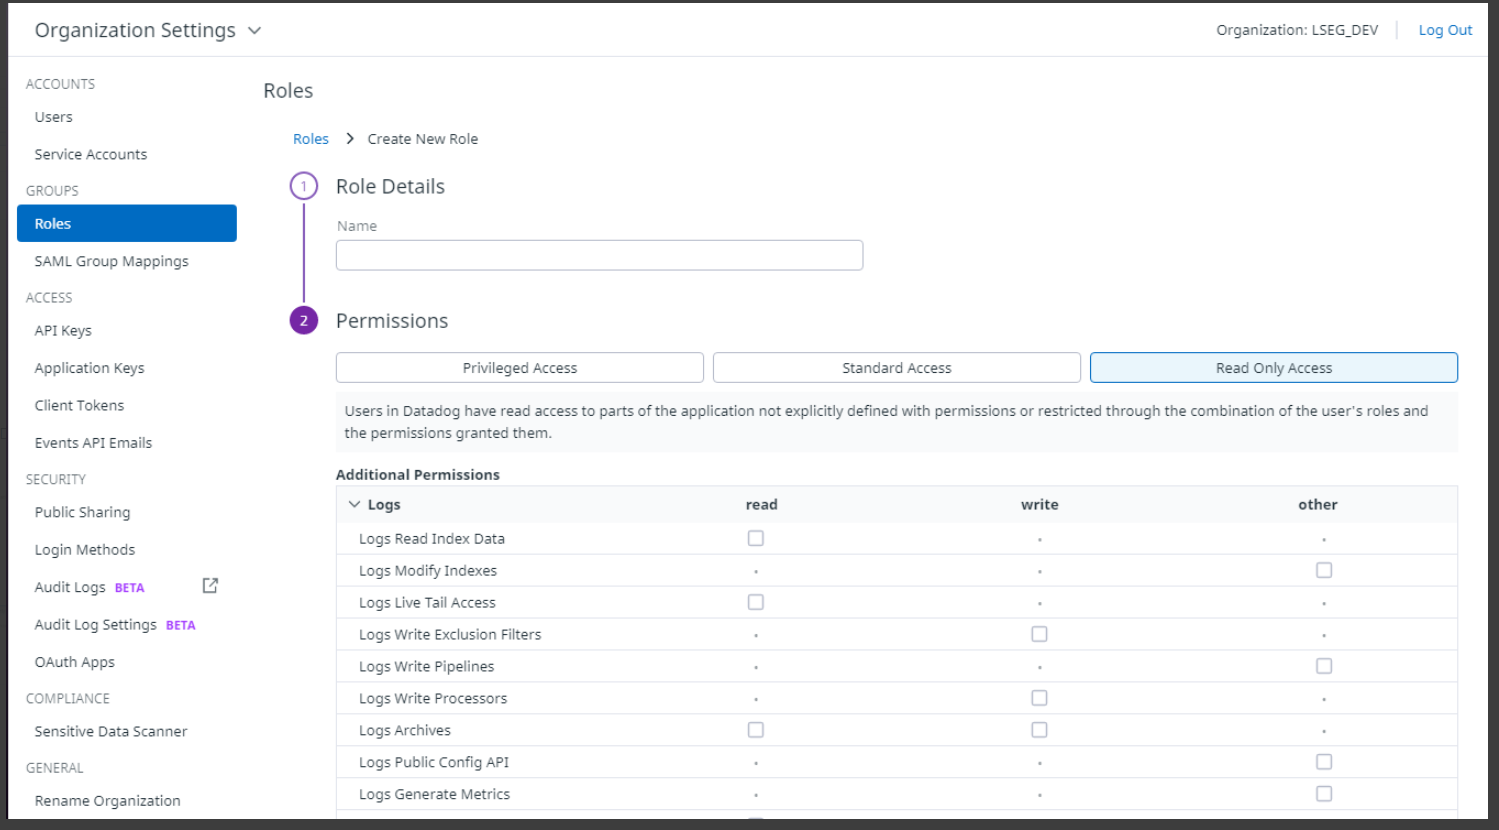 Organization Settings
Organization: LSEG_DEV
Log Out
ACCOUNTS
Users
Service Accounts
GROUPS
Roles
SAML Group Mappings
ACCESS
API Keys
Application Keys
Client Tokens
Events API Emails
SECURITY
Public Sharing
Login Methods
Audit Logs BETA
Audit Log Settings BETA
OAuth Apps
COMPLIANCE
Sensitive Data Scanner
GENERAL
Rename Organization
Roles
Roles > Create New Role
1 Role Details
Name
2 Permissions
Privileged Access
Standard Access
Read Only Access
Users in Datadog have read access to parts of the application not explicitly defined with permissions or restricted through the combination of the user's roles and
the permissions granted them.
Additional Permissions
Logs read write other
Logs Read Index Data
Logs Modify Indexes
Logs Live Tail Access
Logs Write Exclusion Filters
Logs Write Pipelines
Logs Write Processors
Logs Archives
Logs Public Config API
Logs Generate Metrics